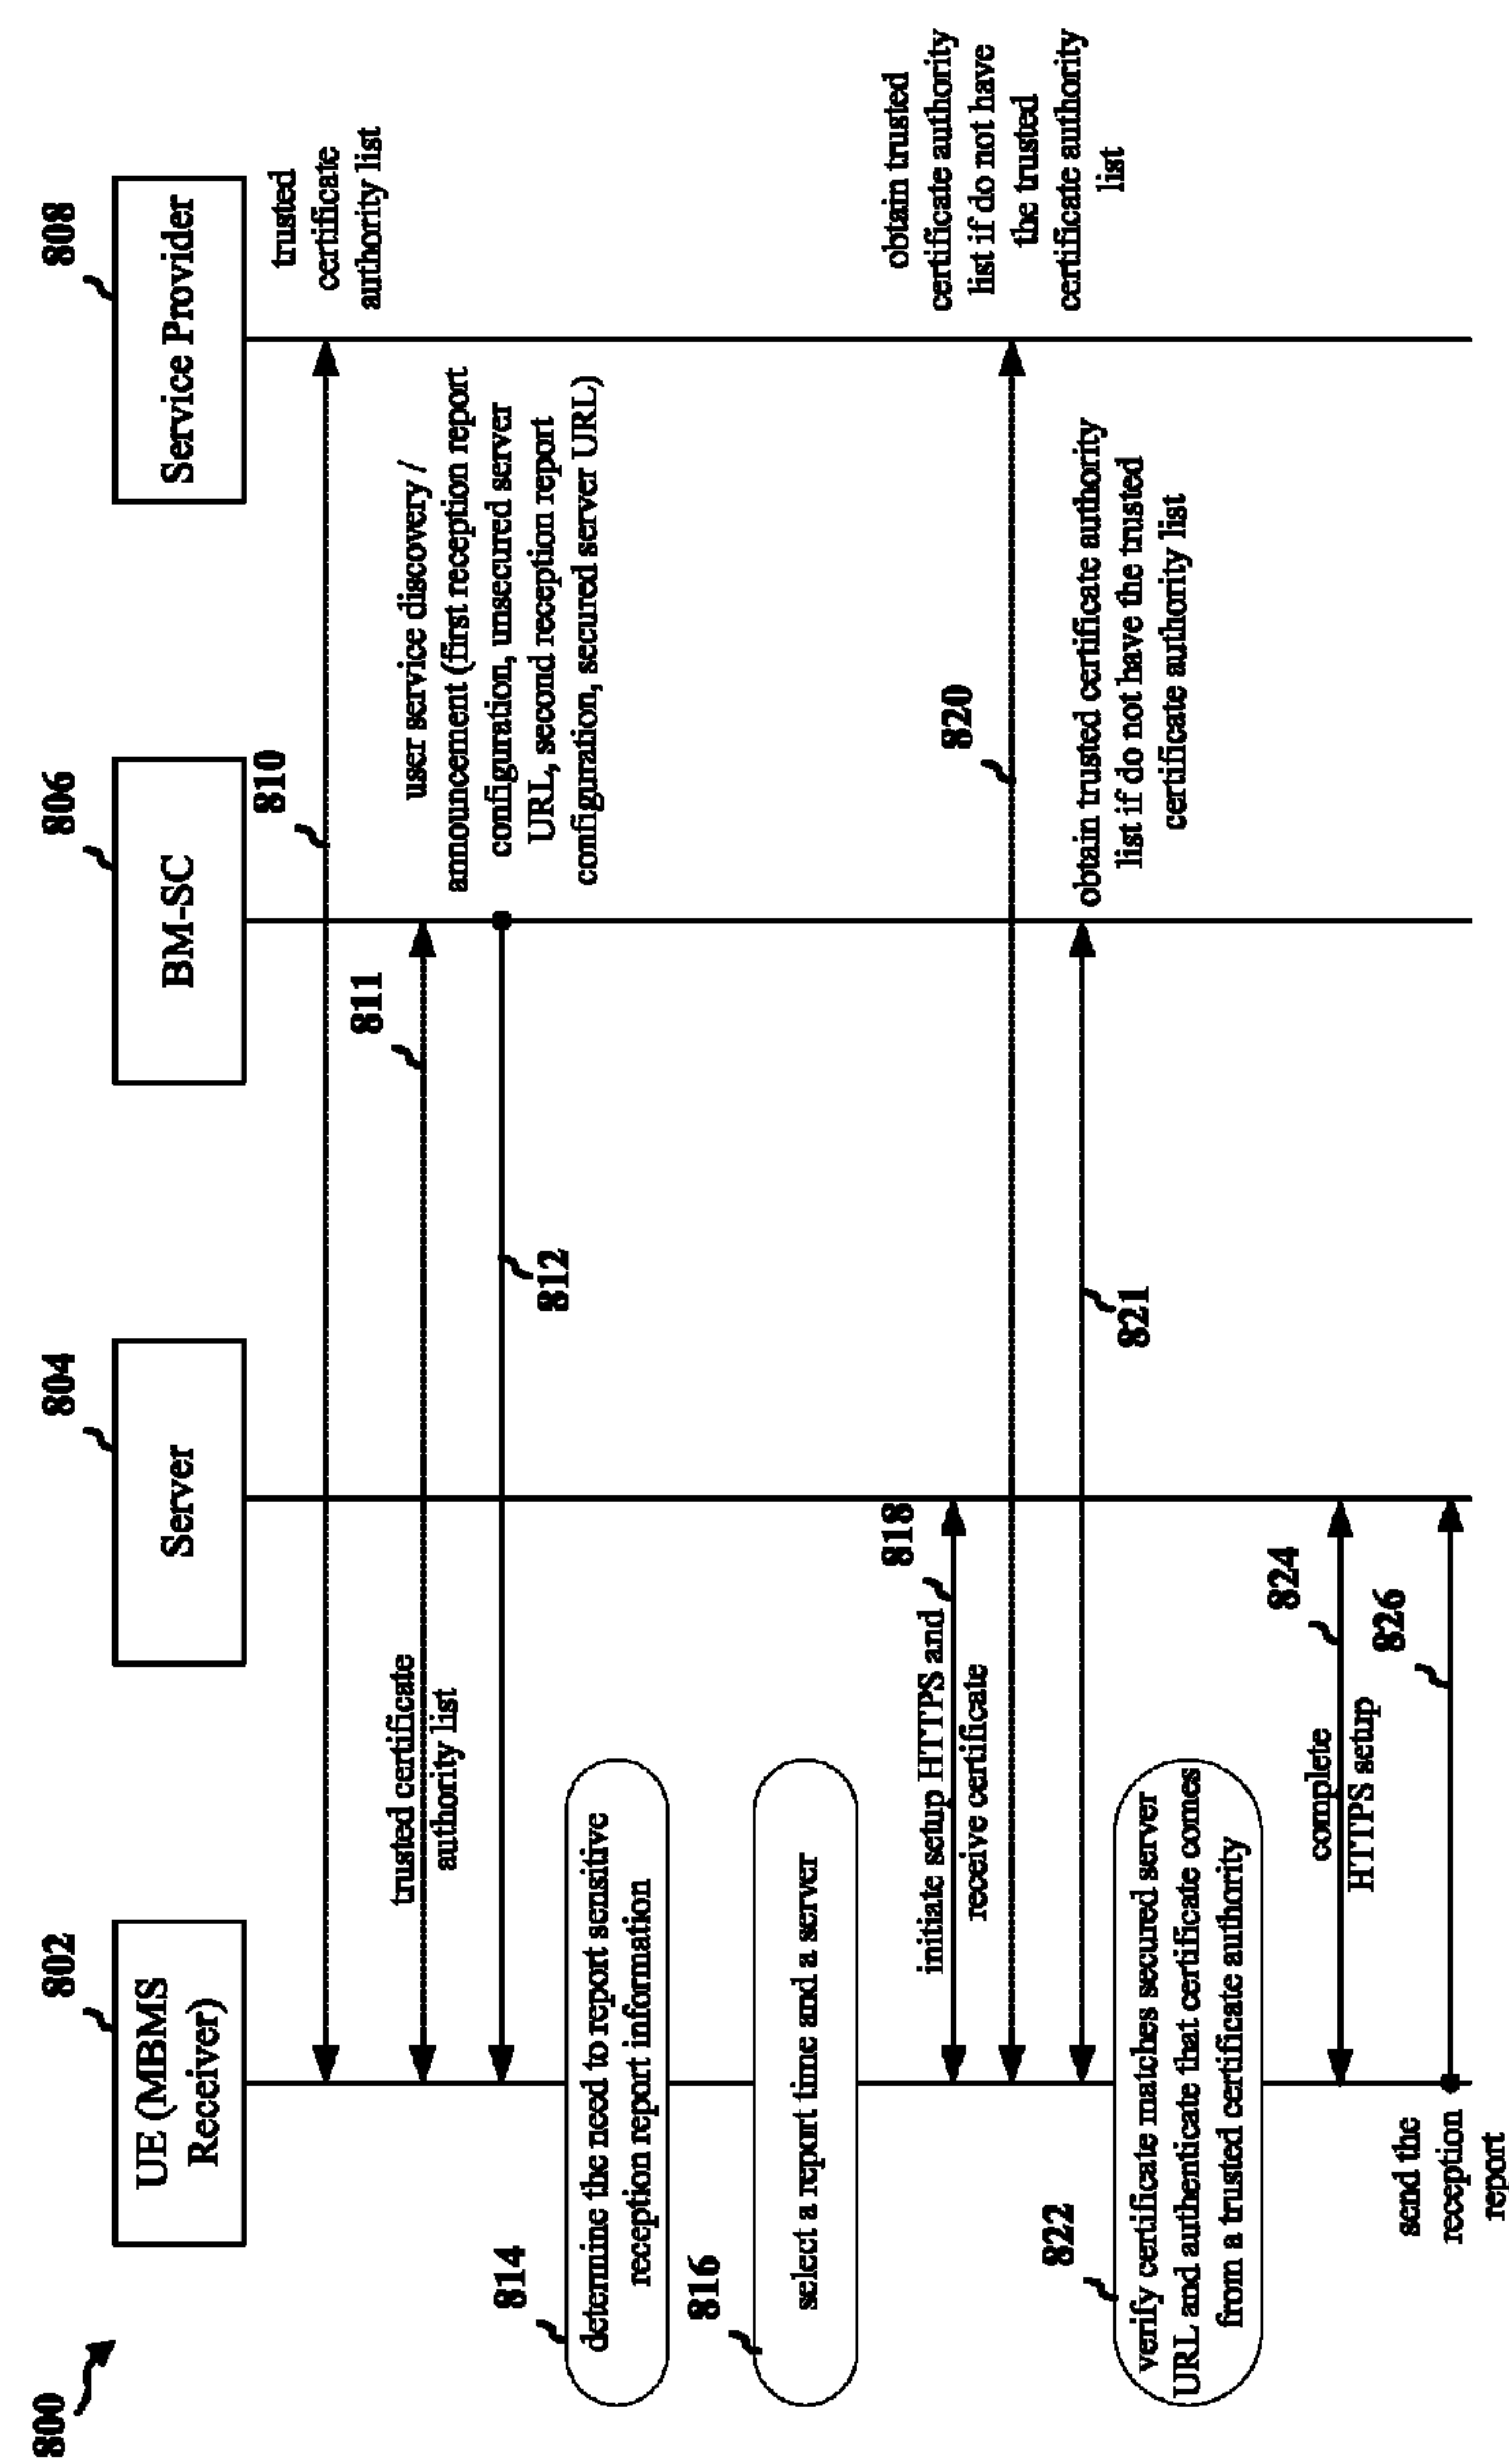 800
802
UE (MBMS
Receiver)
804
Server
806
BM-SC
808
Service Provider
810
trusted
certificate
authority list
811
trusted certificate
authority list
user service discovery /
announcement (first reception report
configuration, unsecured server
URL, second reception report
configuration, secured server URL)
812
814
determine the need to report sensitive
reception report information
816
select a report time and a server
818
initiate setup HTTPS and
receive certificate
820
obtain trusted
certificate authority
list if do not have
the trusted
certificate authority
list
821
obtain trusted certificate authority
list if do not have the trusted
certificate authority list
822
verify certificate matches secured server
URL and authenticate that certificate comes
from a trusted certificate authority
824
complete
HTTPS setup
826
send the
reception
report